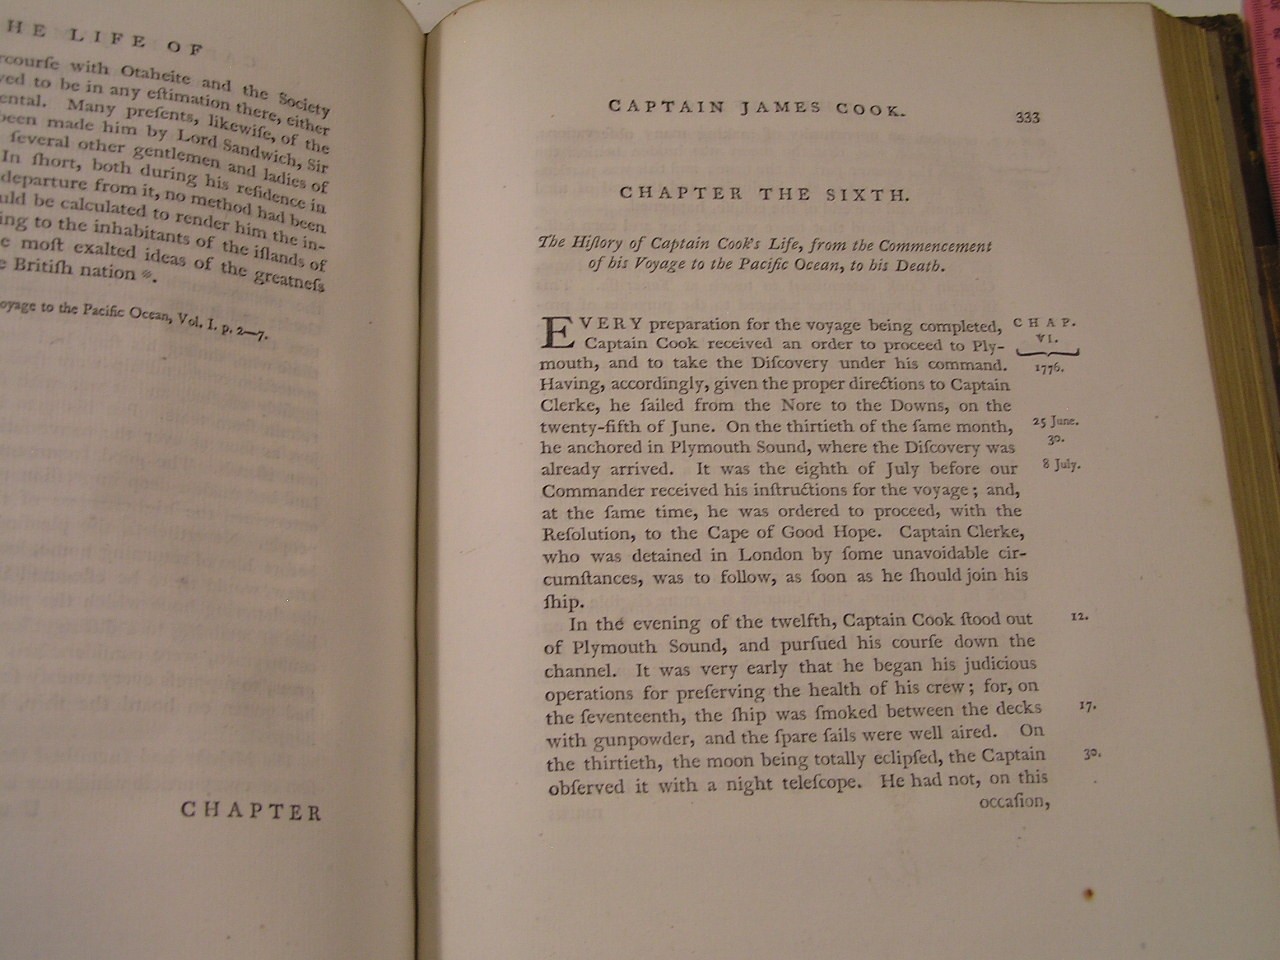 HE LIFE OF
courſe with Otaheite and the Society
ved to be in any eſtimation there, either
ental. Many preſents, likewiſe, of the
been made him by Lord Sandwich, Sir
ſeveral other gentlemen and ladies of
In ſhort, both during his reſidence in
departure from it, no method had been
uld be calculated to render him the in-
ing to the inhabitants of the iſlands of
e moſt exalted ideas of the greatneſs
e Britiſh nation *.
oyage to the Pacific Ocean, Vol. I. p. 2—7.
CHAPTER
CAPTAIN JAMES COOK. 333
CHAPTER THE SIXTH.
The Hiſtory of Captain Cook's Life, from the Commencement
of his Voyage to the Pacific Ocean, to his Death.
EVERY preparation for the voyage being completed, CHAP.
Captain Cook received an order to proceed to Ply- VI.
mouth, and to take the Diſcovery under his command. 1776.
Having, accordingly, given the proper directions to Captain
Clerke, he ſailed from the Nore to the Downs, on the
twenty-fifth of June. On the thirtieth of the ſame month, 25 June.
he anchored in Plymouth Sound, where the Diſcovery was 30.
already arrived. It was the eighth of July before our 8 July.
Commander received his inſtructions for the voyage; and,
at the ſame time, he was ordered to proceed, with the
Reſolution, to the Cape of Good Hope. Captain Clerke,
who was detained in London by ſome unavoidable cir-
cumſtances, was to follow, as ſoon as he ſhould join his
ſhip.
In the evening of the twelfth, Captain Cook ſtood out 12.
of Plymouth Sound, and purſued his courſe down the
channel. It was very early that he began his judicious
operations for preſerving the health of his crew; for, on
the ſeventeenth, the ſhip was ſmoked between the decks 17.
with gunpowder, and the ſpare ſails were well aired. On
the thirtieth, the moon being totally eclipſed, the Captain 30.
obſerved it with a night teleſcope. He had not, on this
occaſion,